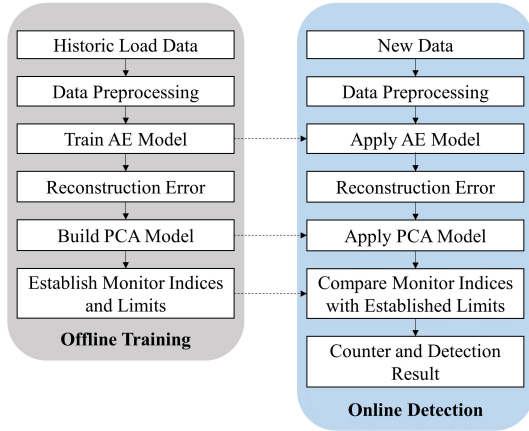 Historic Load Data
Data Preprocessing
Train AE Model
Reconstruction Error
Build PCA Model
Establish Monitor Indices
and Limits
Offline Training
New Data
Data Preprocessing
Apply AE Model
Reconstruction Error
Apply PCA Model
Compare Monitor Indices
with Established Limits
Counter and Detection
Result
Online Detection